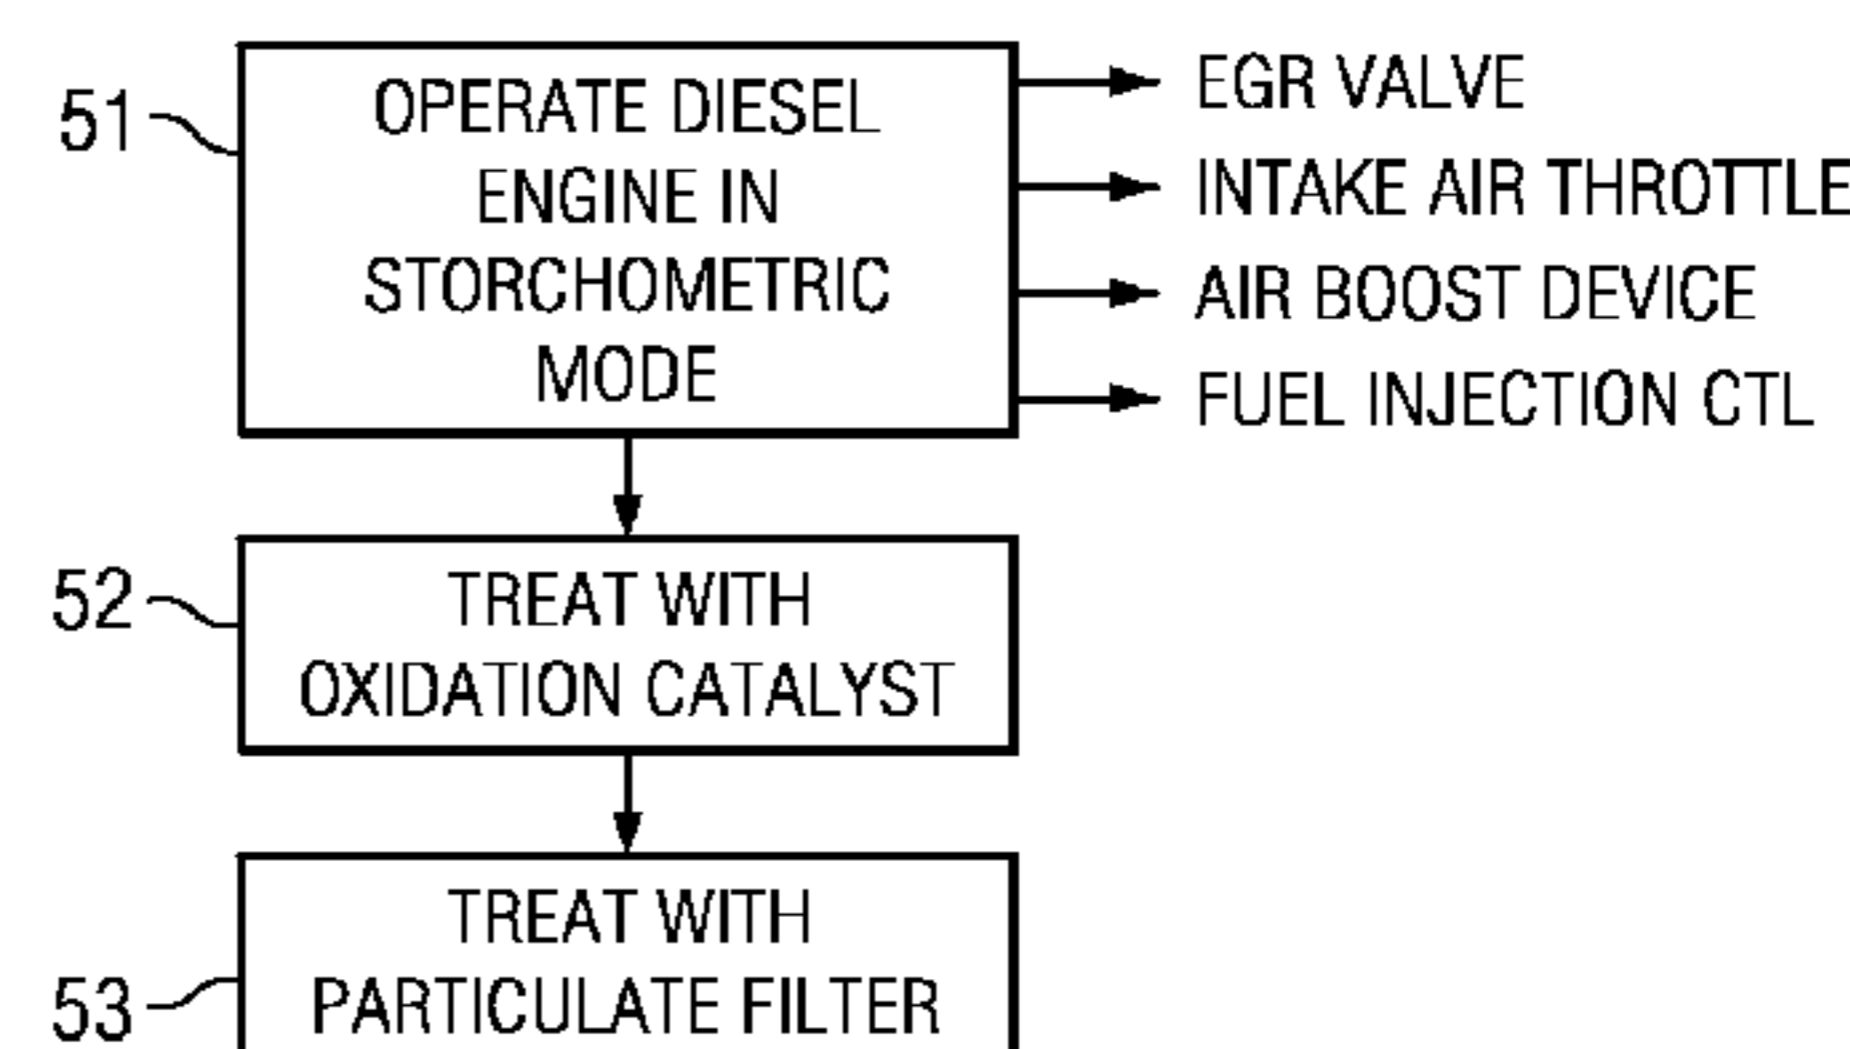 51
OPERATE DIESEL
ENGINE IN
STORCHOMETRIC
MODE
EGR VALVE
INTAKE AIR THROTTLE
AIR BOOST DEVICE
FUEL INJECTION CTL
52
TREAT WITH
OXIDATION CATALYST
53
TREAT WITH
PARTICULATE FILTER